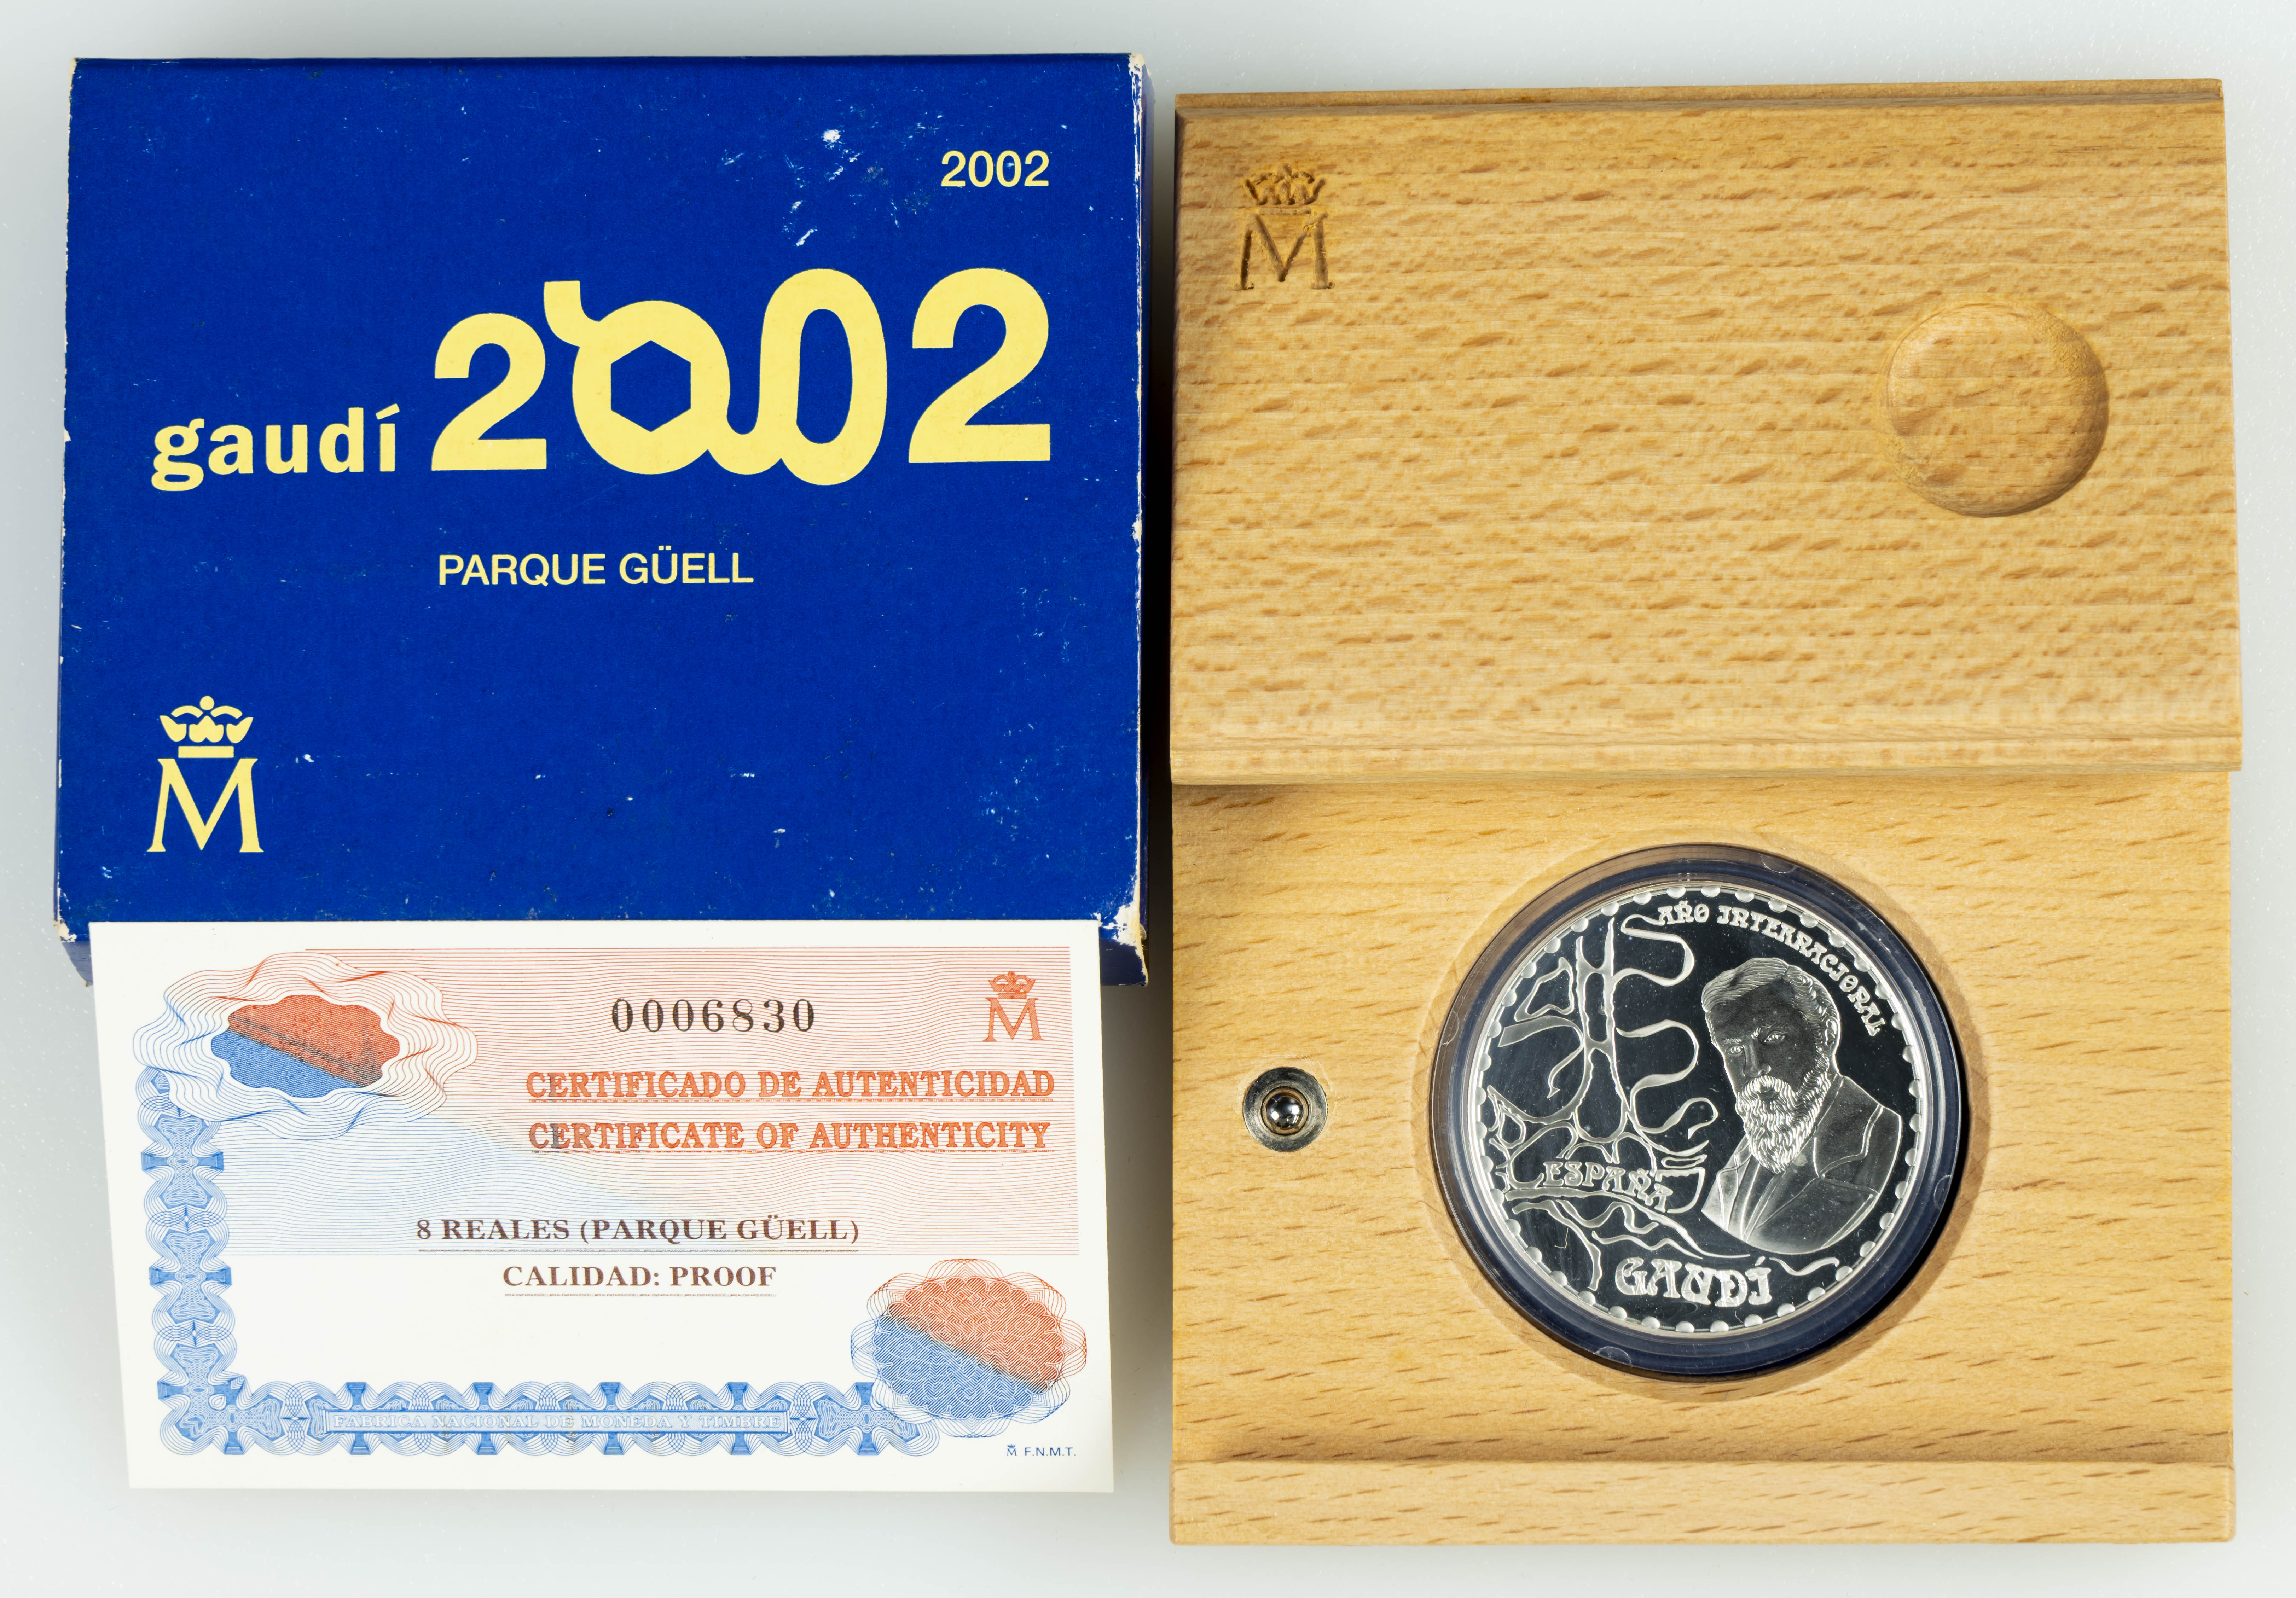 2002
gaudí 2002
PARQUE GÜELL
M
0006830
M
CERTIFICADO DE AUTENTICIDAD
CERTIFICATE OF AUTHENTICITY
8 REALES (PARQUE GÜELL)
CALIDAD: PROOF
FABRICA NACIONAL DE MONEDA Y TIMBRE
M F.N.M.T.
M
AÑO INTERNACIONAL
ESPAÑA
GAUDÍ